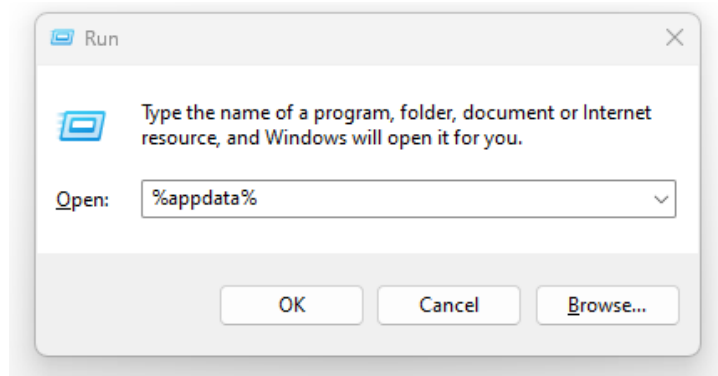 Run
Type the name of a program, folder, document or Internet
resource, and Windows will open it for you.
Open: %appdata%
OK Cancel Browse...